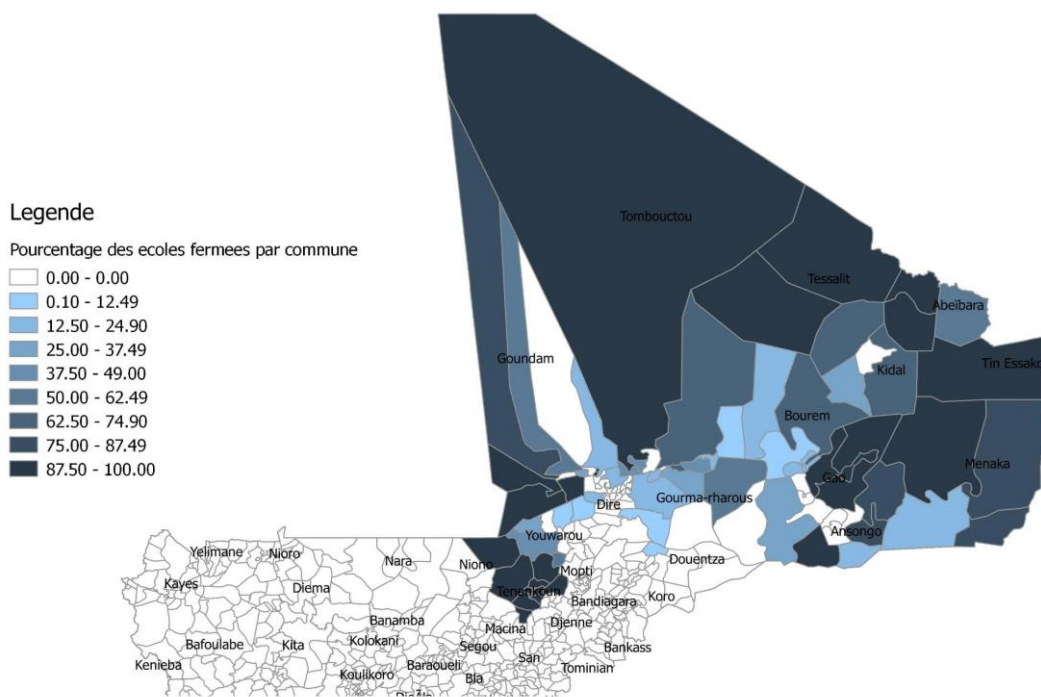 Legende
Pourcentage des ecoles fermees par commune
0.00 - 0.00
0.10 - 12.49
12.50 - 24.90
25.00 - 37.49
37.50 - 49.00
50.00 - 62.49
62.50 - 74.90
75.00 - 87.49
87.50 - 100.00
Tombouctou
Tessalit
Abeïbara
Goundam
Kidal
Tin Essako
Bourem
Menaka
Gao
Gourma-rharous
Dire
Ansongo
Youwarou
Yelimane
Nioro
Nara
Niono
Douentza
Mopti
Kayes
Diema
Tenenkoun
Koro
Bandiagara
Banamba
Macina
Djenne
Bafoulabe
Kita
Kolokani
Segou
Bankass
Kenieba
Koulikoro
Baraoueli
San
Tominian
Bla